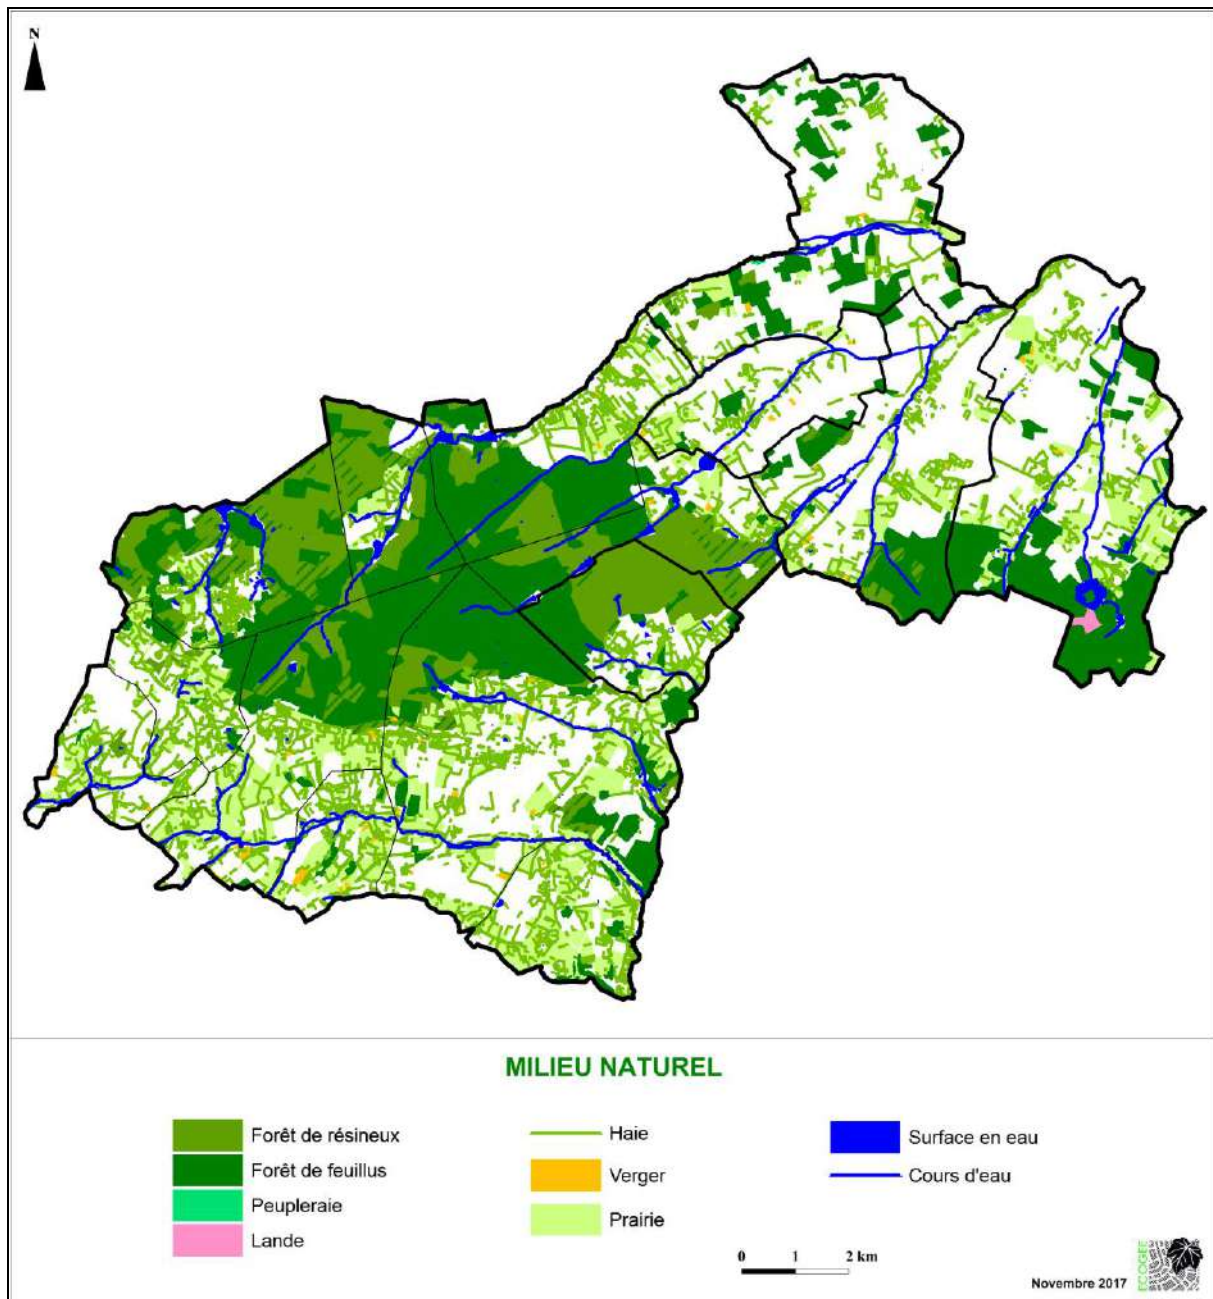 N
MILIEU NATUREL
Forêt de résineux
Forêt de feuillus
Peupleraie
Lande
Haie
Verger
Prairie
Surface en eau
Cours d'eau
0 1 2 km
Novembre 2017
ECOGEE